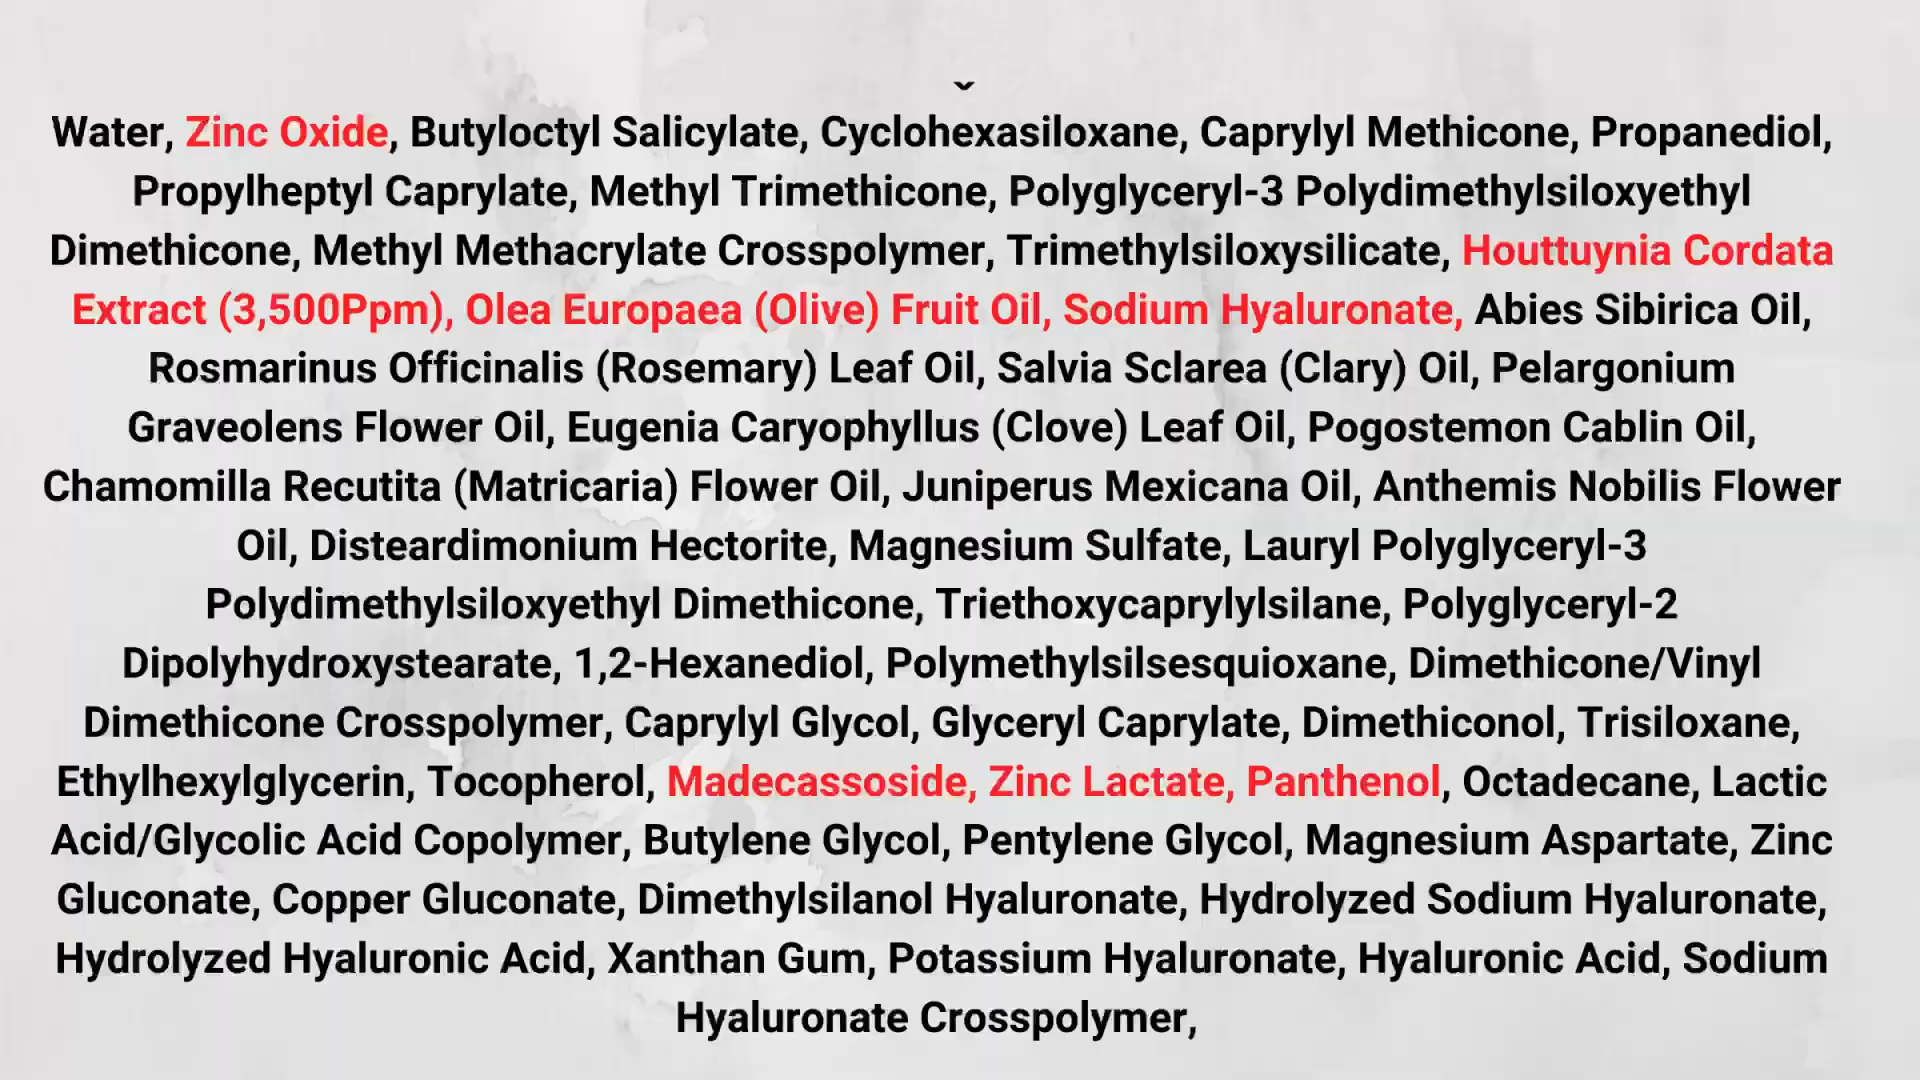 Water, Zinc Oxide, Butyloctyl Salicylate, Cyclohexasiloxane, Caprylyl Methicone, Propanediol,
Propylheptyl Caprylate, Methyl Trimethicone, Polyglyceryl-3 Polydimethylsiloxyethyl
Dimethicone, Methyl Methacrylate Crosspolymer, Trimethylsiloxysilicate, Houttuynia Cordata
Extract (3,500Ppm), Olea Europaea (Olive) Fruit Oil, Sodium Hyaluronate, Abies Sibirica Oil,
Rosmarinus Officinalis (Rosemary) Leaf Oil, Salvia Sclarea (Clary) Oil, Pelargonium
Graveolens Flower Oil, Eugenia Caryophyllus (Clove) Leaf Oil, Pogostemon Cablin Oil,
Chamomilla Recutita (Matricaria) Flower Oil, Juniperus Mexicana Oil, Anthemis Nobilis Flower
Oil, Disteardimonium Hectorite, Magnesium Sulfate, Lauryl Polyglyceryl-3
Polydimethylsiloxyethyl Dimethicone, Triethoxycaprylylsilane, Polyglyceryl-2
Dipolyhydroxystearate, 1,2-Hexanediol, Polymethylsilsesquioxane, Dimethicone/Vinyl
Dimethicone Crosspolymer, Caprylyl Glycol, Glyceryl Caprylate, Dimethiconol, Trisiloxane,
Ethylhexylglycerin, Tocopherol, Madecassoside, Zinc Lactate, Panthenol, Octadecane, Lactic
Acid/Glycolic Acid Copolymer, Butylene Glycol, Pentylene Glycol, Magnesium Aspartate, Zinc
Gluconate, Copper Gluconate, Dimethylsilanol Hyaluronate, Hydrolyzed Sodium Hyaluronate,
Hydrolyzed Hyaluronic Acid, Xanthan Gum, Potassium Hyaluronate, Hyaluronic Acid, Sodium
Hyaluronate Crosspolymer,